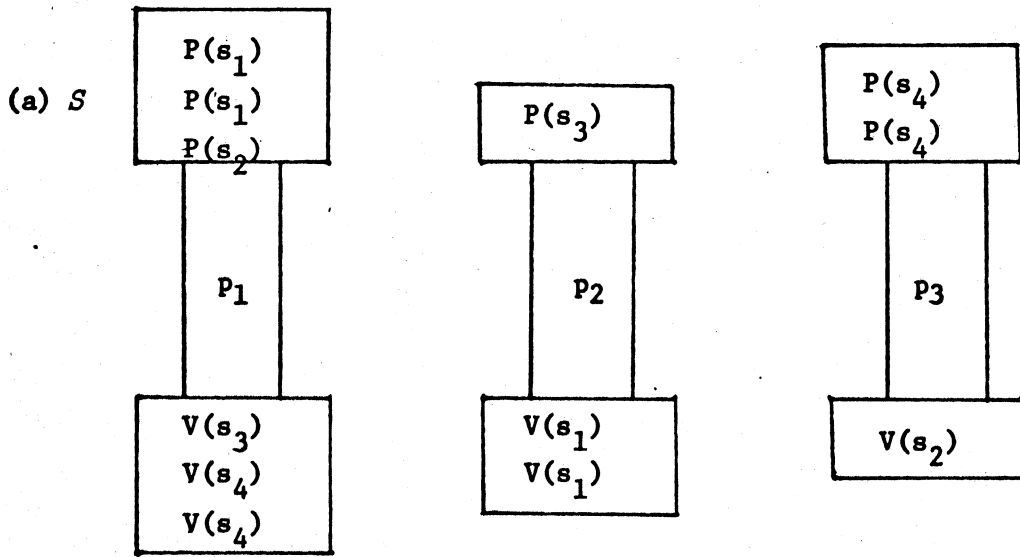 (a) S
P(s₁)
P(s₁)
P(s₂)
p₁
V(s₃)
V(s₄)
V(s₄)
P(s₃)
p₂
V(s₁)
V(s₁)
P(s₄)
P(s₄)
p₃
V(s₂)